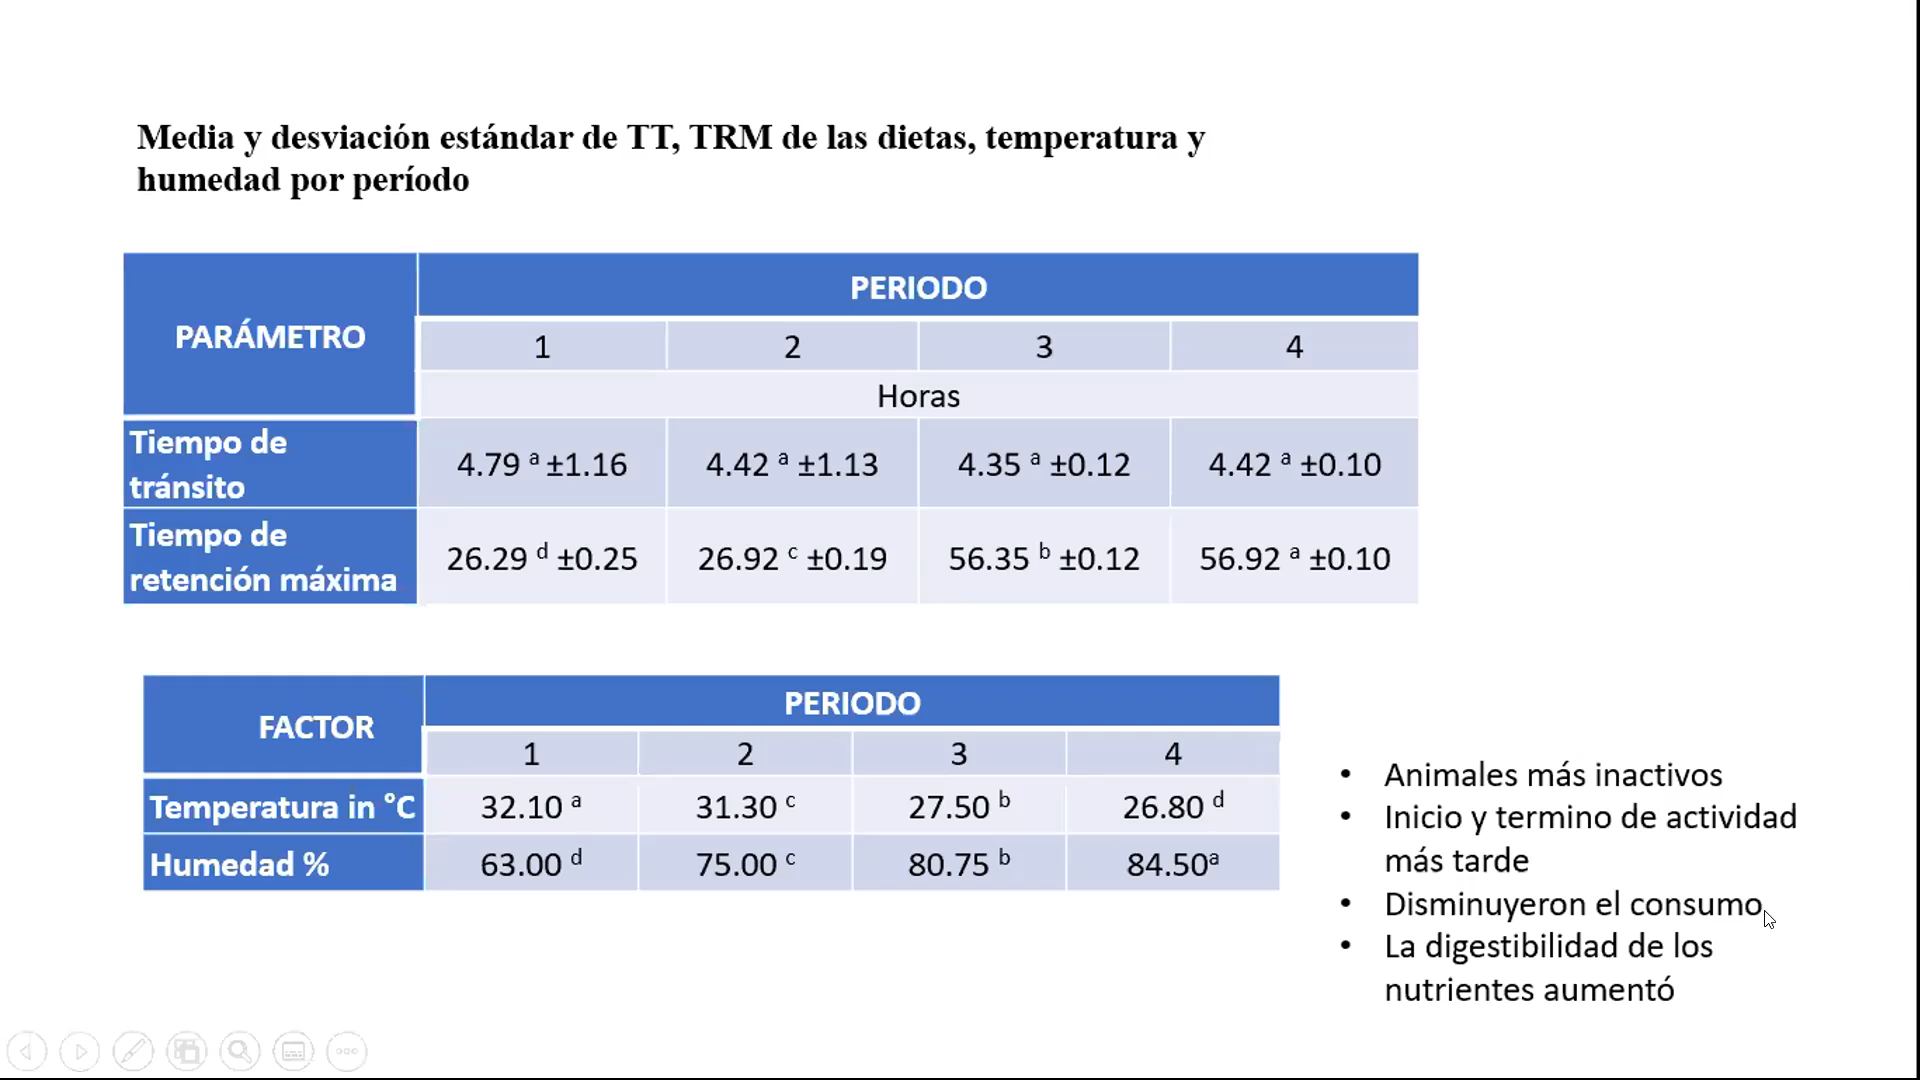 Media y desviación estándar de TT, TRM de las dietas, temperatura y
humedad por período
PARÁMETRO
PERIODO
1 2 3 4
Horas
Tiempo de
tránsito
4.79 ᵃ ±1.16 4.42 ᵃ ±1.13 4.35 ᵃ ±0.12 4.42 ᵃ ±0.10
Tiempo de
retención máxima
26.29 ᵈ ±0.25 26.92 ᶜ ±0.19 56.35 ᵇ ±0.12 56.92 ᵃ ±0.10
FACTOR
PERIODO
1 2 3 4
Temperatura in °C 32.10 ᵃ 31.30 ᶜ 27.50 ᵇ 26.80 ᵈ
Humedad % 63.00 ᵈ 75.00 ᶜ 80.75 ᵇ 84.50ᵃ
• Animales más inactivos
• Inicio y termino de actividad
más tarde
• Disminuyeron el consumo
• La digestibilidad de los
nutrientes aumentó